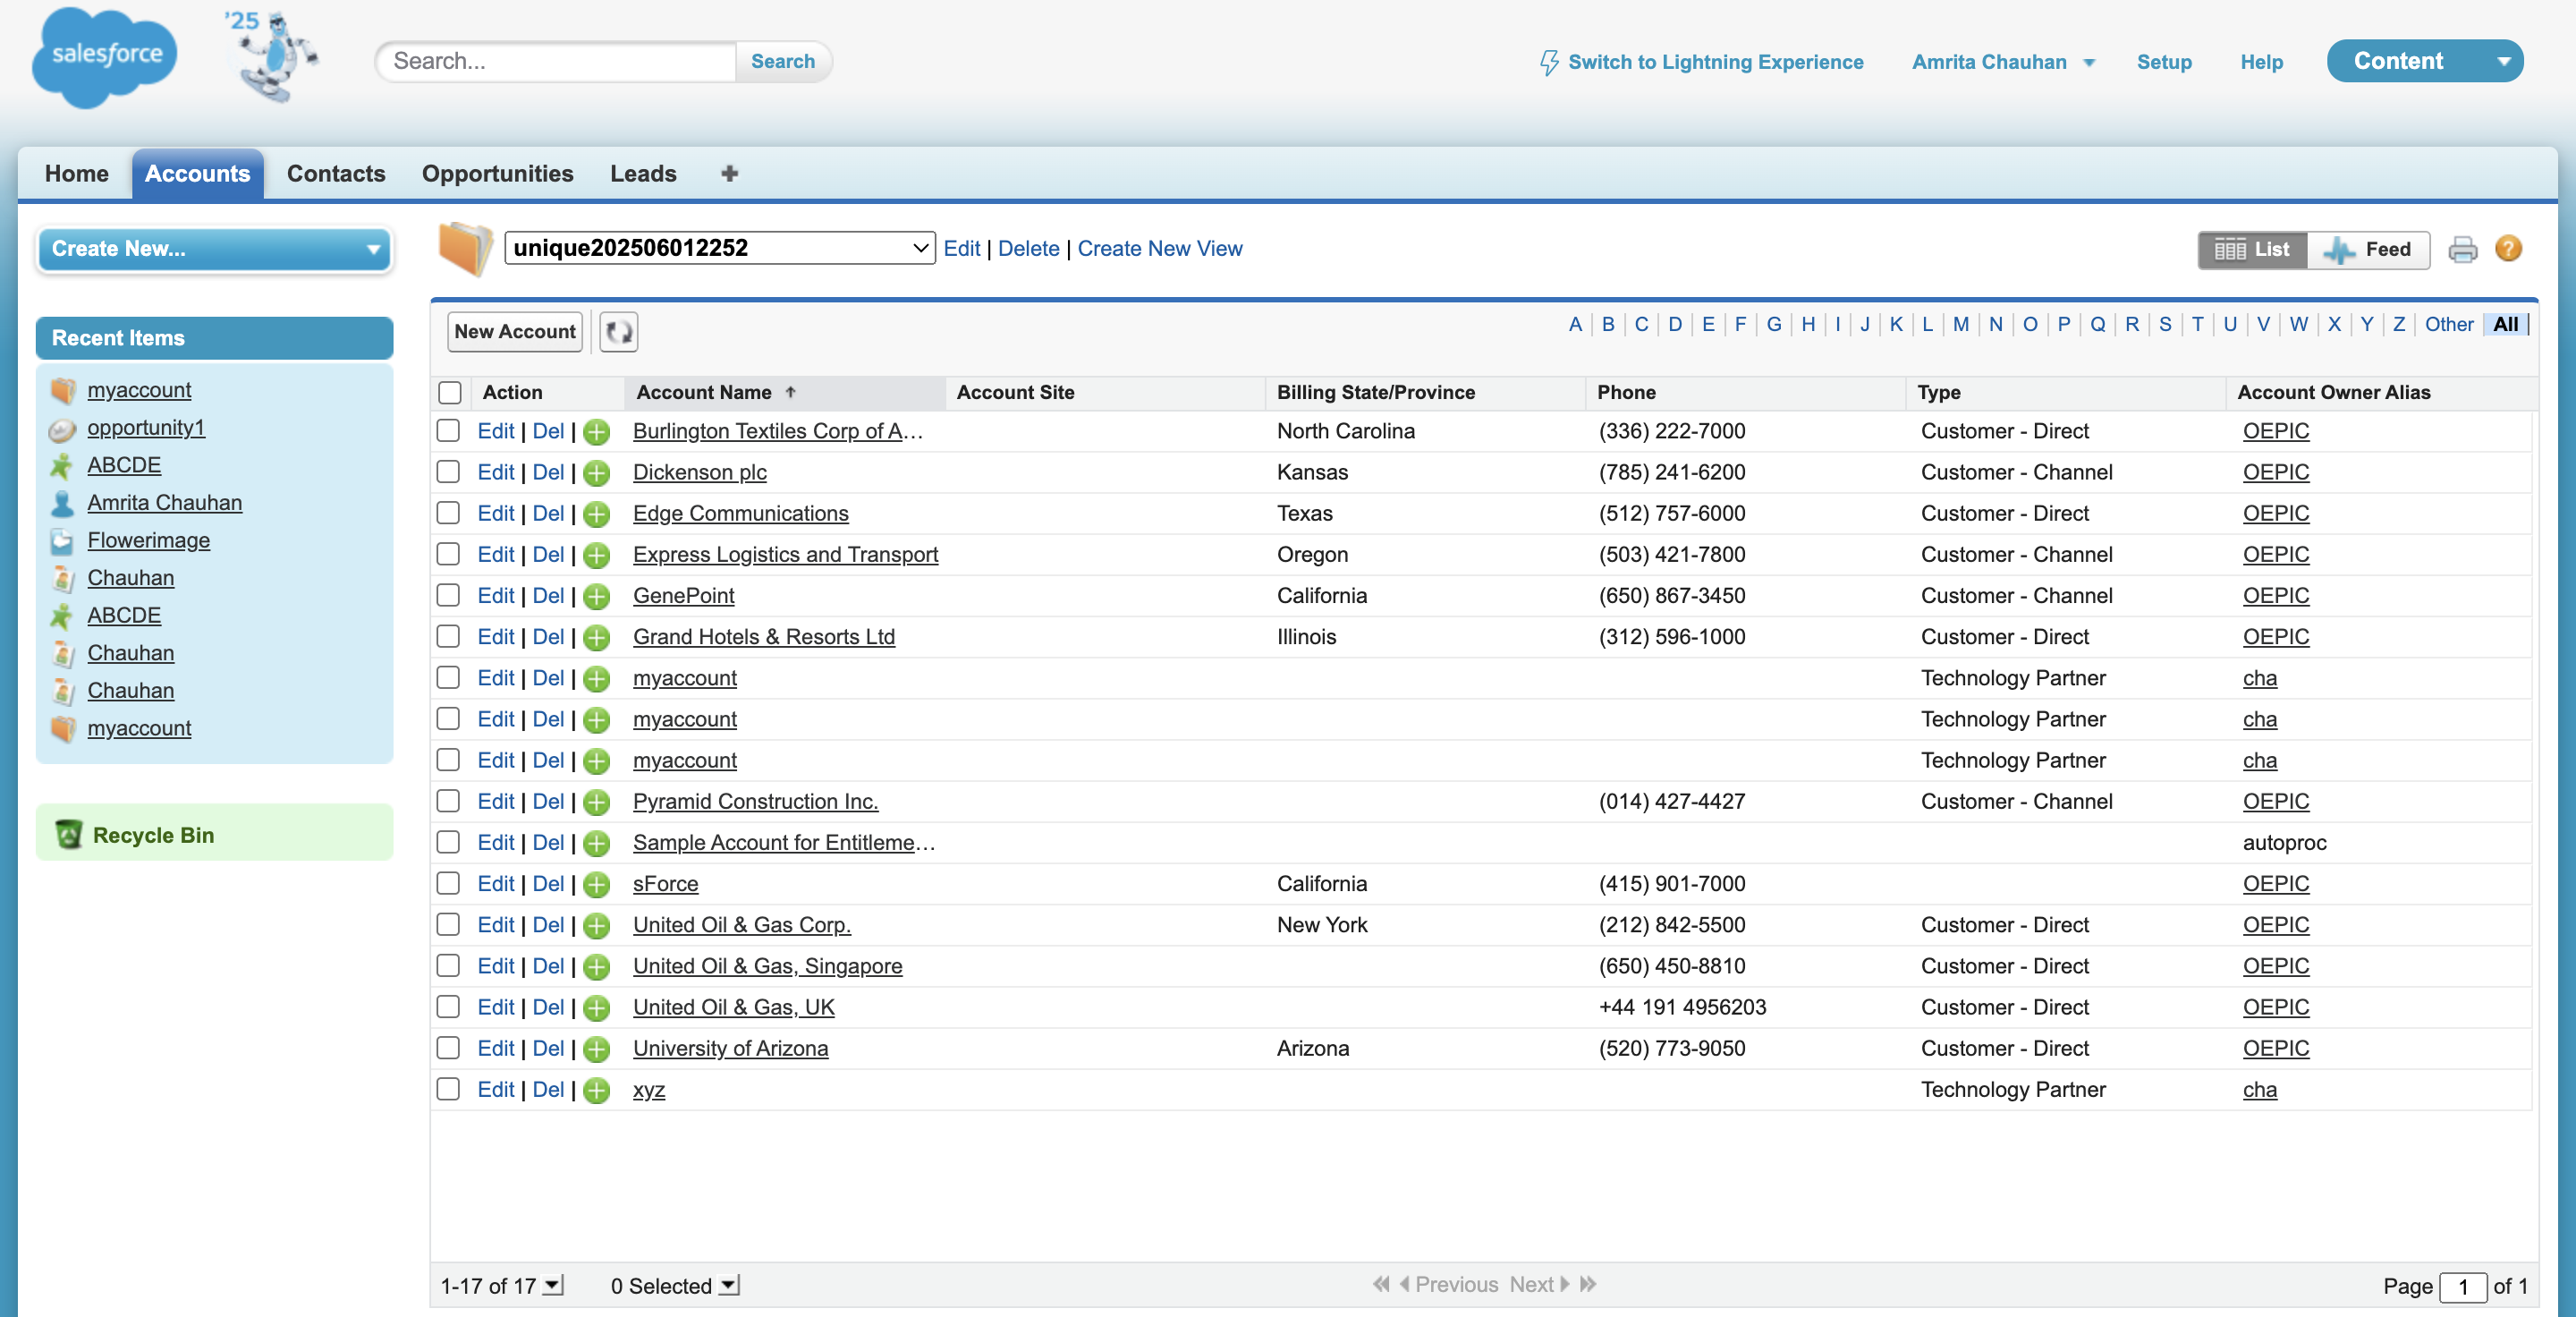 salesforce
'25
Search... Search
Switch to Lightning Experience Amrita Chauhan Setup Help Content
Home Accounts Contacts Opportunities Leads
Create New...
unique202506012252 Edit | Delete | Create New View List Feed
Recent Items
myaccount
opportunity1
ABCDE
Amrita Chauhan
Flowerimage
Chauhan
ABCDE
Chauhan
Chauhan
myaccount
Recycle Bin
New Account A | B | C | D | E | F | G | H | I | J | K | L | M | N | O | P | Q | R | S | T | U | V | W | X | Y | Z | Other | All
Action Account Name ↑ Account Site Billing State/Province Phone Type Account Owner Alias
Edit | Del | Burlington Textiles Corp of A... North Carolina (336) 222-7000 Customer - Direct OEPIC
Edit | Del | Dickenson plc Kansas (785) 241-6200 Customer - Channel OEPIC
Edit | Del | Edge Communications Texas (512) 757-6000 Customer - Direct OEPIC
Edit | Del | Express Logistics and Transport Oregon (503) 421-7800 Customer - Channel OEPIC
Edit | Del | GenePoint California (650) 867-3450 Customer - Channel OEPIC
Edit | Del | Grand Hotels & Resorts Ltd Illinois (312) 596-1000 Customer - Direct OEPIC
Edit | Del | myaccount Technology Partner cha
Edit | Del | myaccount Technology Partner cha
Edit | Del | myaccount Technology Partner cha
Edit | Del | Pyramid Construction Inc. (014) 427-4427 Customer - Channel OEPIC
Edit | Del | Sample Account for Entitleme... autoproc
Edit | Del | sForce California (415) 901-7000 OEPIC
Edit | Del | United Oil & Gas Corp. New York (212) 842-5500 Customer - Direct OEPIC
Edit | Del | United Oil & Gas, Singapore (650) 450-8810 Customer - Direct OEPIC
Edit | Del | United Oil & Gas, UK +44 191 4956203 Customer - Direct OEPIC
Edit | Del | University of Arizona Arizona (520) 773-9050 Customer - Direct OEPIC
Edit | Del | xyz Technology Partner cha
1-17 of 17 0 Selected Previous Next Page 1 of 1